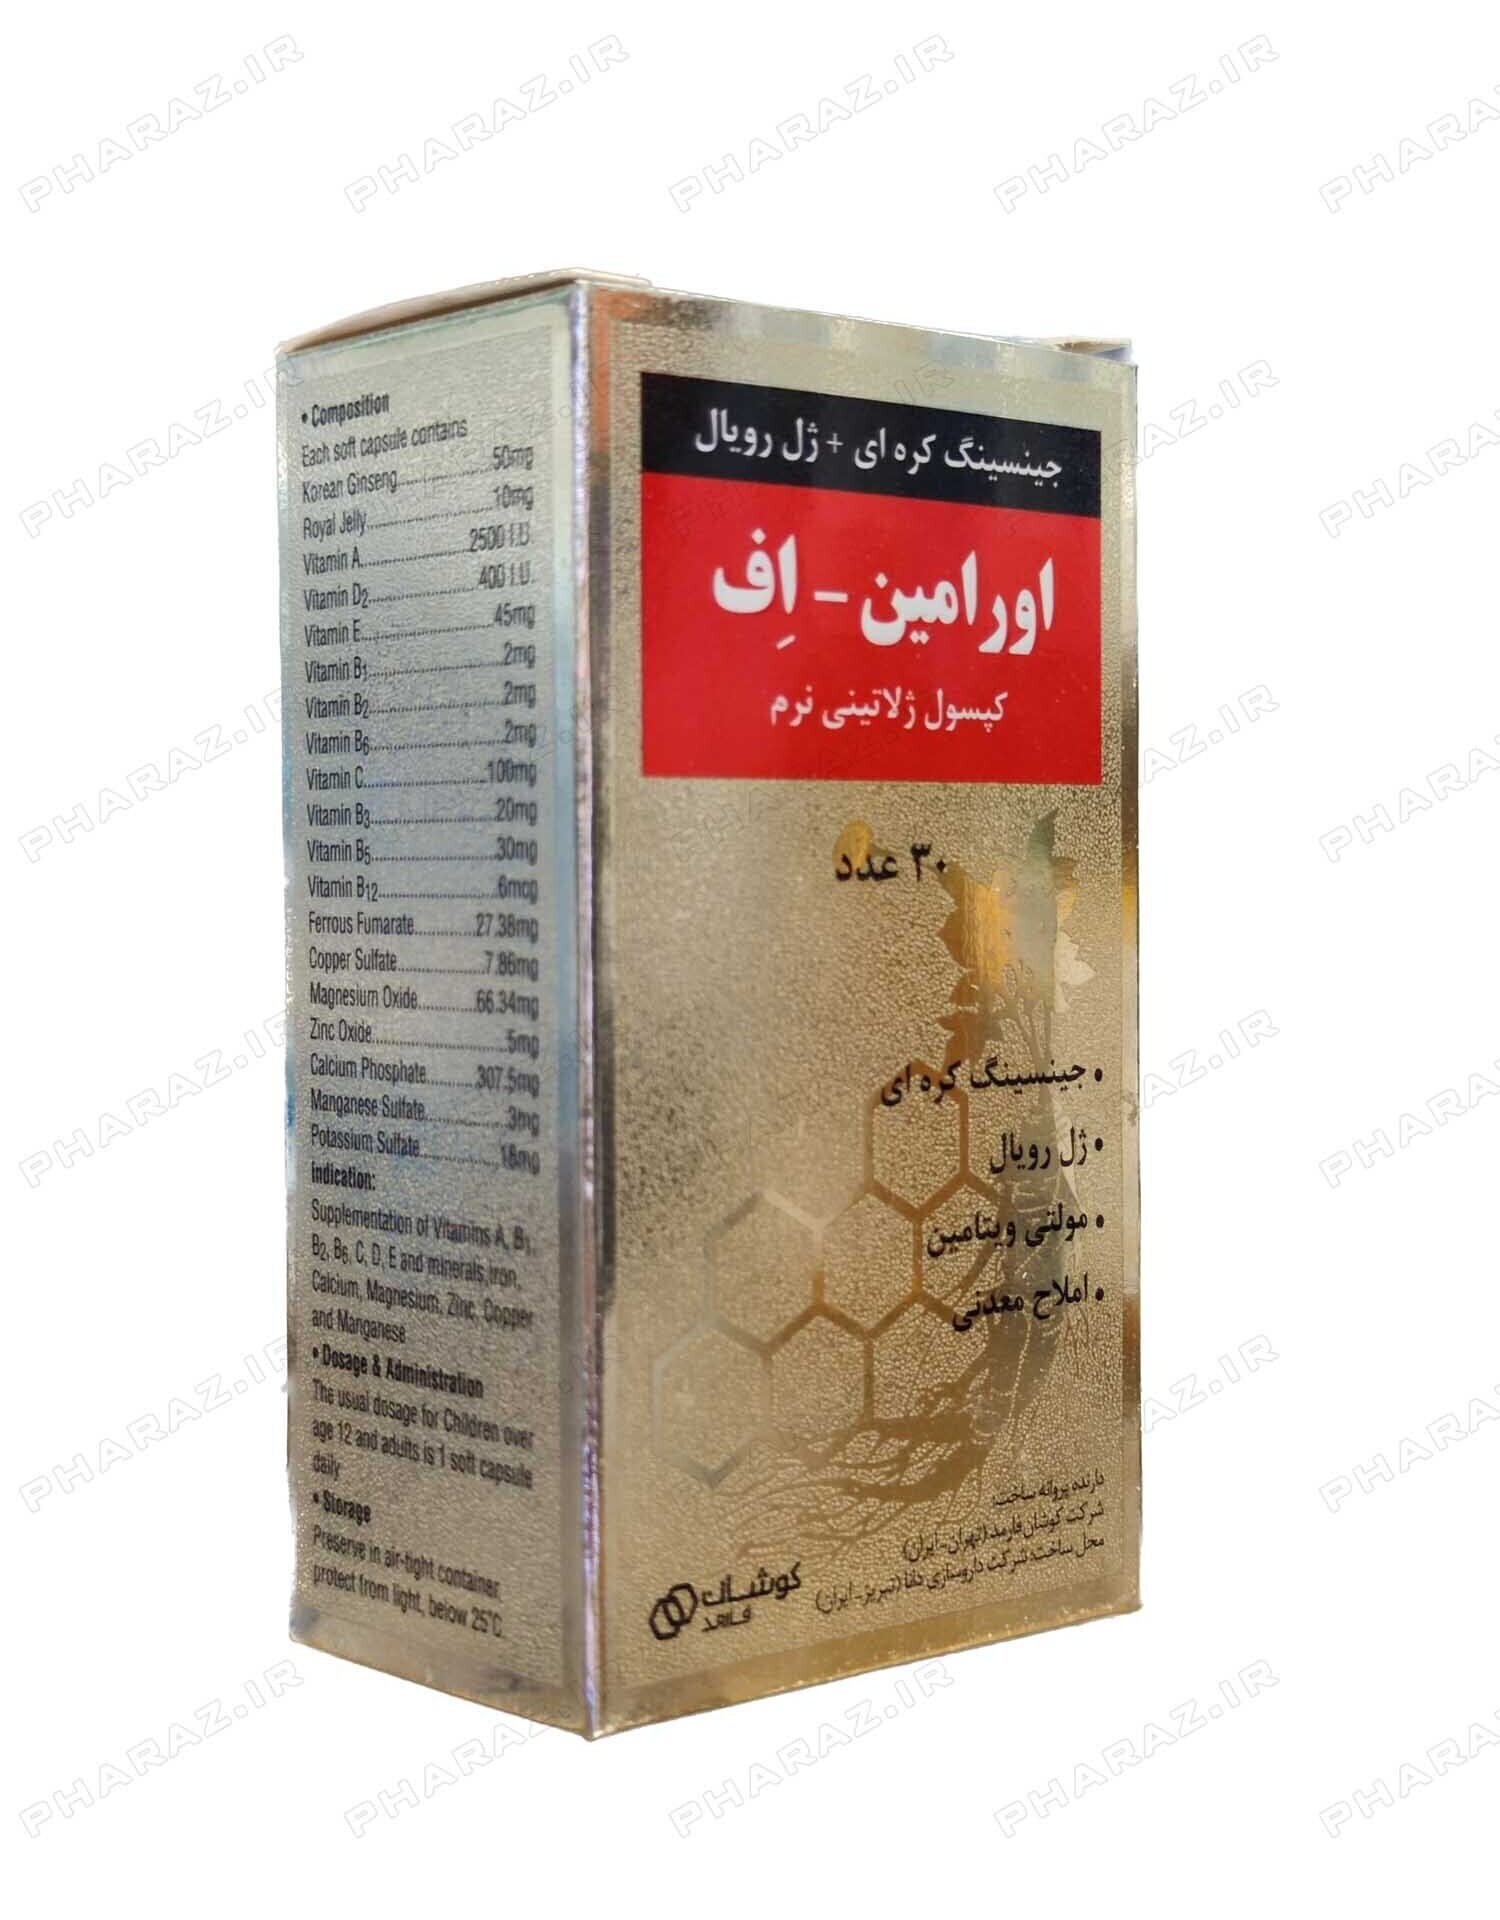 • Composition
Each soft capsule contains
Korean Ginseng..................50mg
Royal Jelly..................10mg
Vitamin A..................2500 I.U.
Vitamin D2..................400 I.U.
Vitamin E..................45mg
Vitamin B1..................2mg
Vitamin B2..................2mg
Vitamin B6..................2mg
Vitamin C..................100mg
Vitamin B3..................20mg
Vitamin B5..................30mg
Vitamin B12..................6mcg
Ferrous Fumarate............27.38mg
Copper Sulfate..................7.86mg
Magnesium Oxide............66.34mg
Zinc Oxide..................5mg
Calcium Phosphate..........307.5mg
Manganese Sulfate..................3mg
Potassium Sulfate..................18mg
indication:
Supplementation of Vitamins A, B1,
B2, B6, C, D, E and minerals,iron,
Calcium, Magnesium, Zinc, Copper
and Manganese
• Dosage & Administration
The usual dosage for Children over
age 12 and adults is 1 soft capsule
daily
• Storage
Preserve in air-tight container,
protect from light, below 25°C.
جینسینگ کره ای + ژل رویال
اورامین - اِف
کپسول ژلاتینی نرم
۳۰ عدد
• جینسینگ کره ای
• ژل رویال
• مولتی ویتامین
• املاح معدنی
دارنده پروانه ساخت:
شرکت کوشان فارمد (تهران-ایران)
محل ساخت: شرکت داروسازی دانا (تبریز-ایران)
کوشان
فارمد
PHARAZ.IR